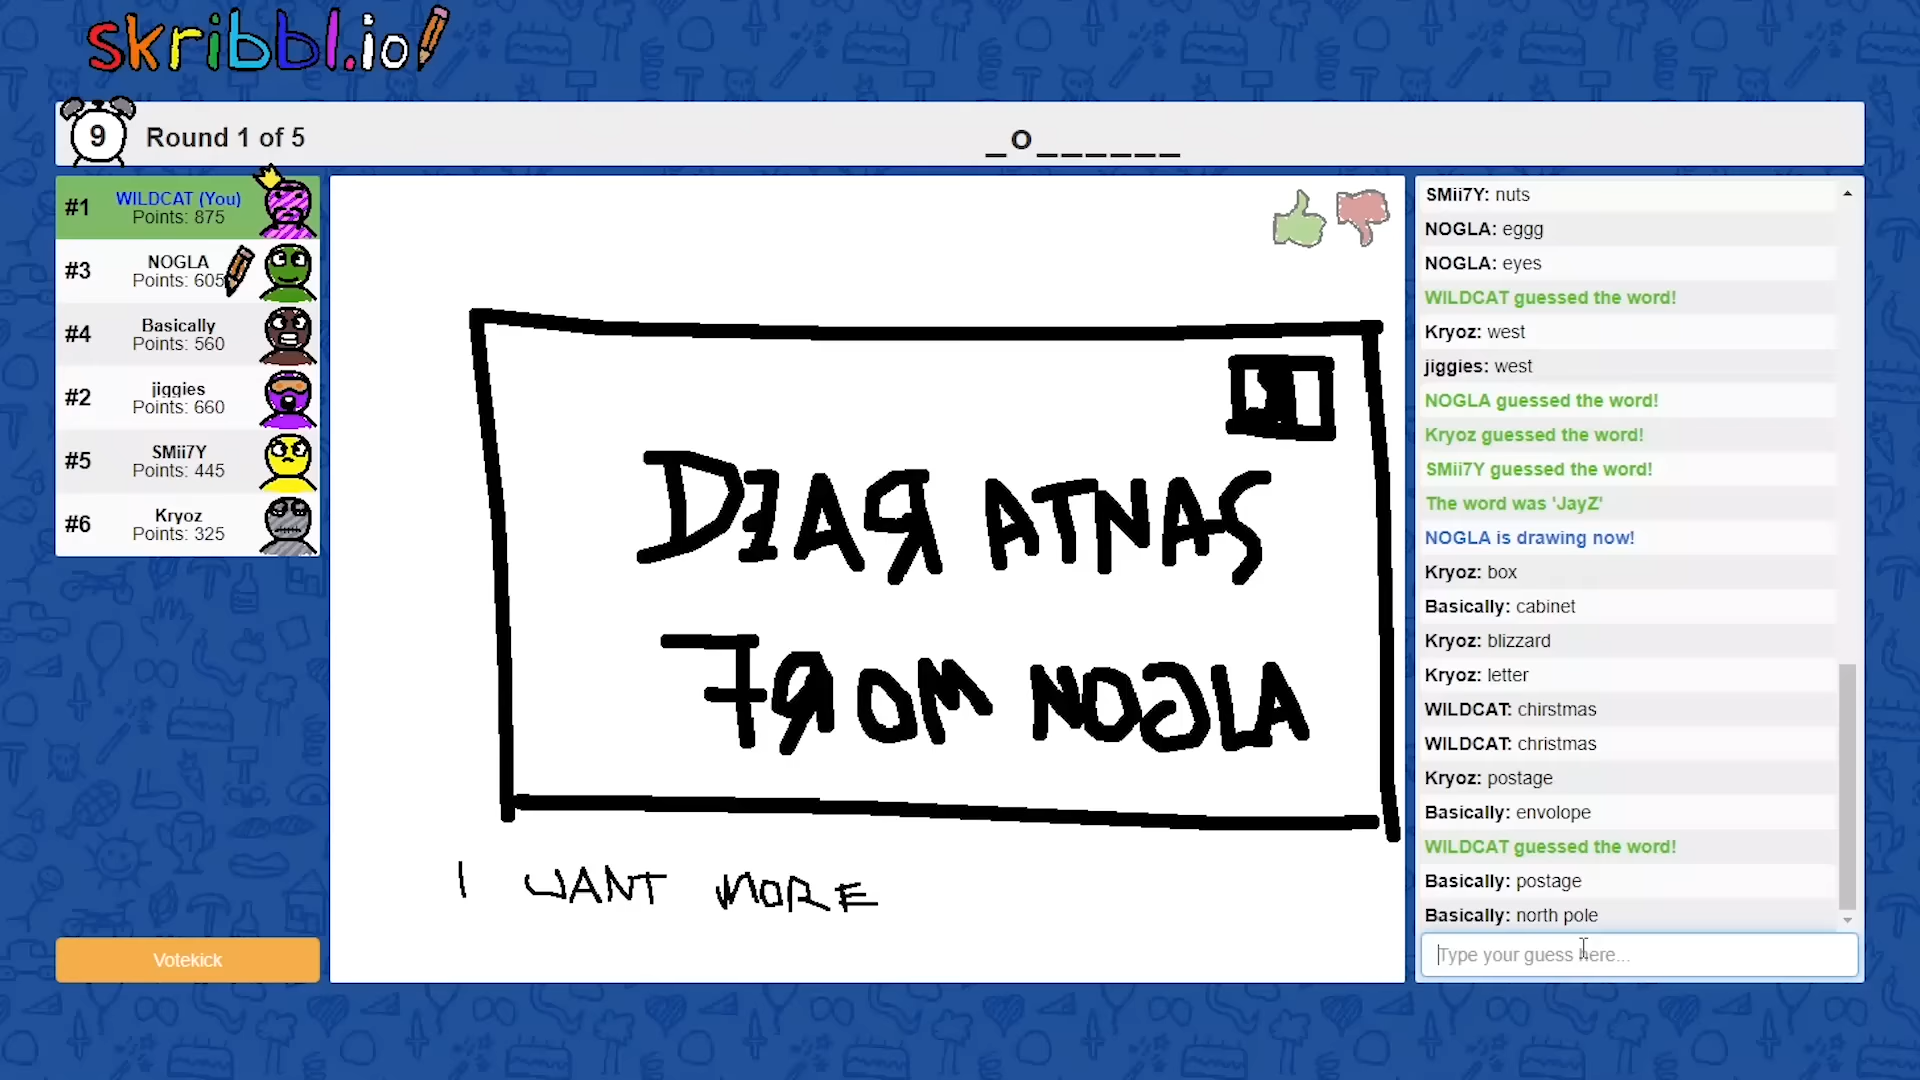 skribbl.io
9
Round 1 of 5
_o______
#1
WILDCAT (You)
Points: 875
#3
NOGLA
Points: 605
#4
Basically
Points: 560
#2
jiggies
Points: 660
#5
SMii7Y
Points: 445
#6
Kryoz
Points: 325
Votekick
DEAR ATNAS
FROM NOGLA
I WANT MORE
SMii7Y: nuts
NOGLA: eggg
NOGLA: eyes
WILDCAT guessed the word!
Kryoz: west
jiggies: west
NOGLA guessed the word!
Kryoz guessed the word!
SMii7Y guessed the word!
The word was 'JayZ'
NOGLA is drawing now!
Kryoz: box
Basically: cabinet
Kryoz: blizzard
Kryoz: letter
WILDCAT: chirstmas
WILDCAT: christmas
Kryoz: postage
Basically: envolope
WILDCAT guessed the word!
Basically: postage
Basically: north pole
Type your guess here...